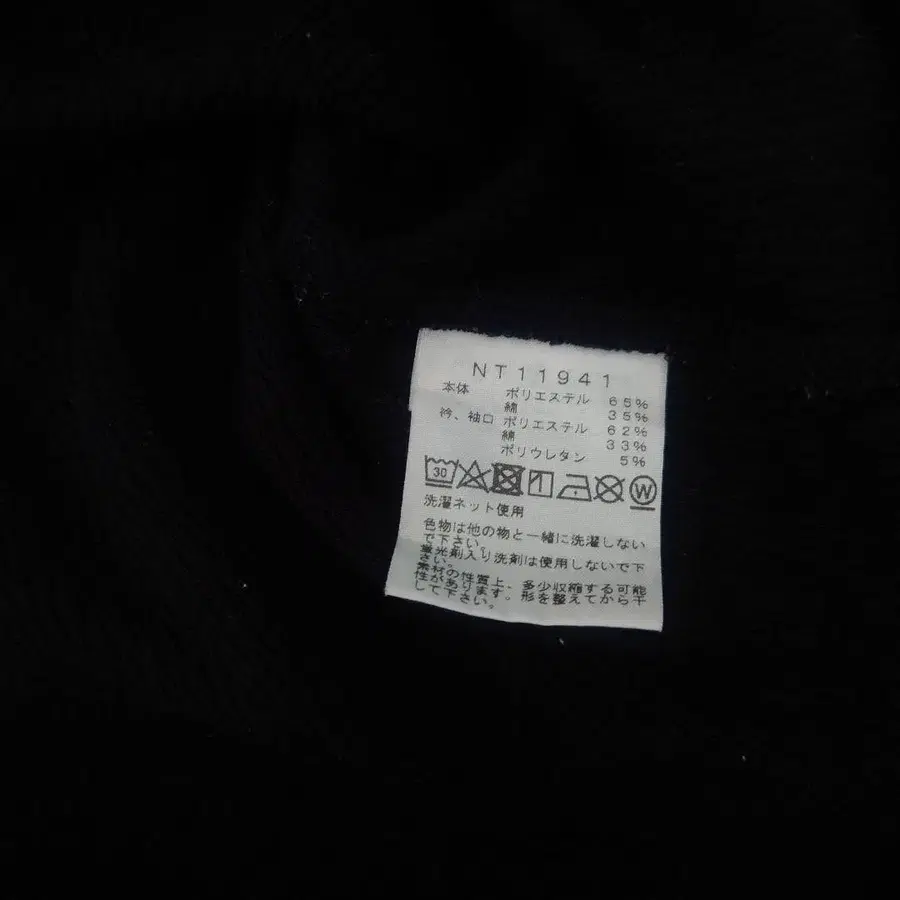 NT11941
本体 ポリエステル 65%
綿 35%
衿、袖口 ポリエステル 62%
綿 33%
ポリウレタン 5%
30 W
洗濯ネット使用
色物は他の物と一緒に洗濯しない
で下さい。
蛍光剤入り洗剤は使用しないで下
さい。
素材の性質上、多少収縮する可能
性があります。形を整えてから干
して下さい。